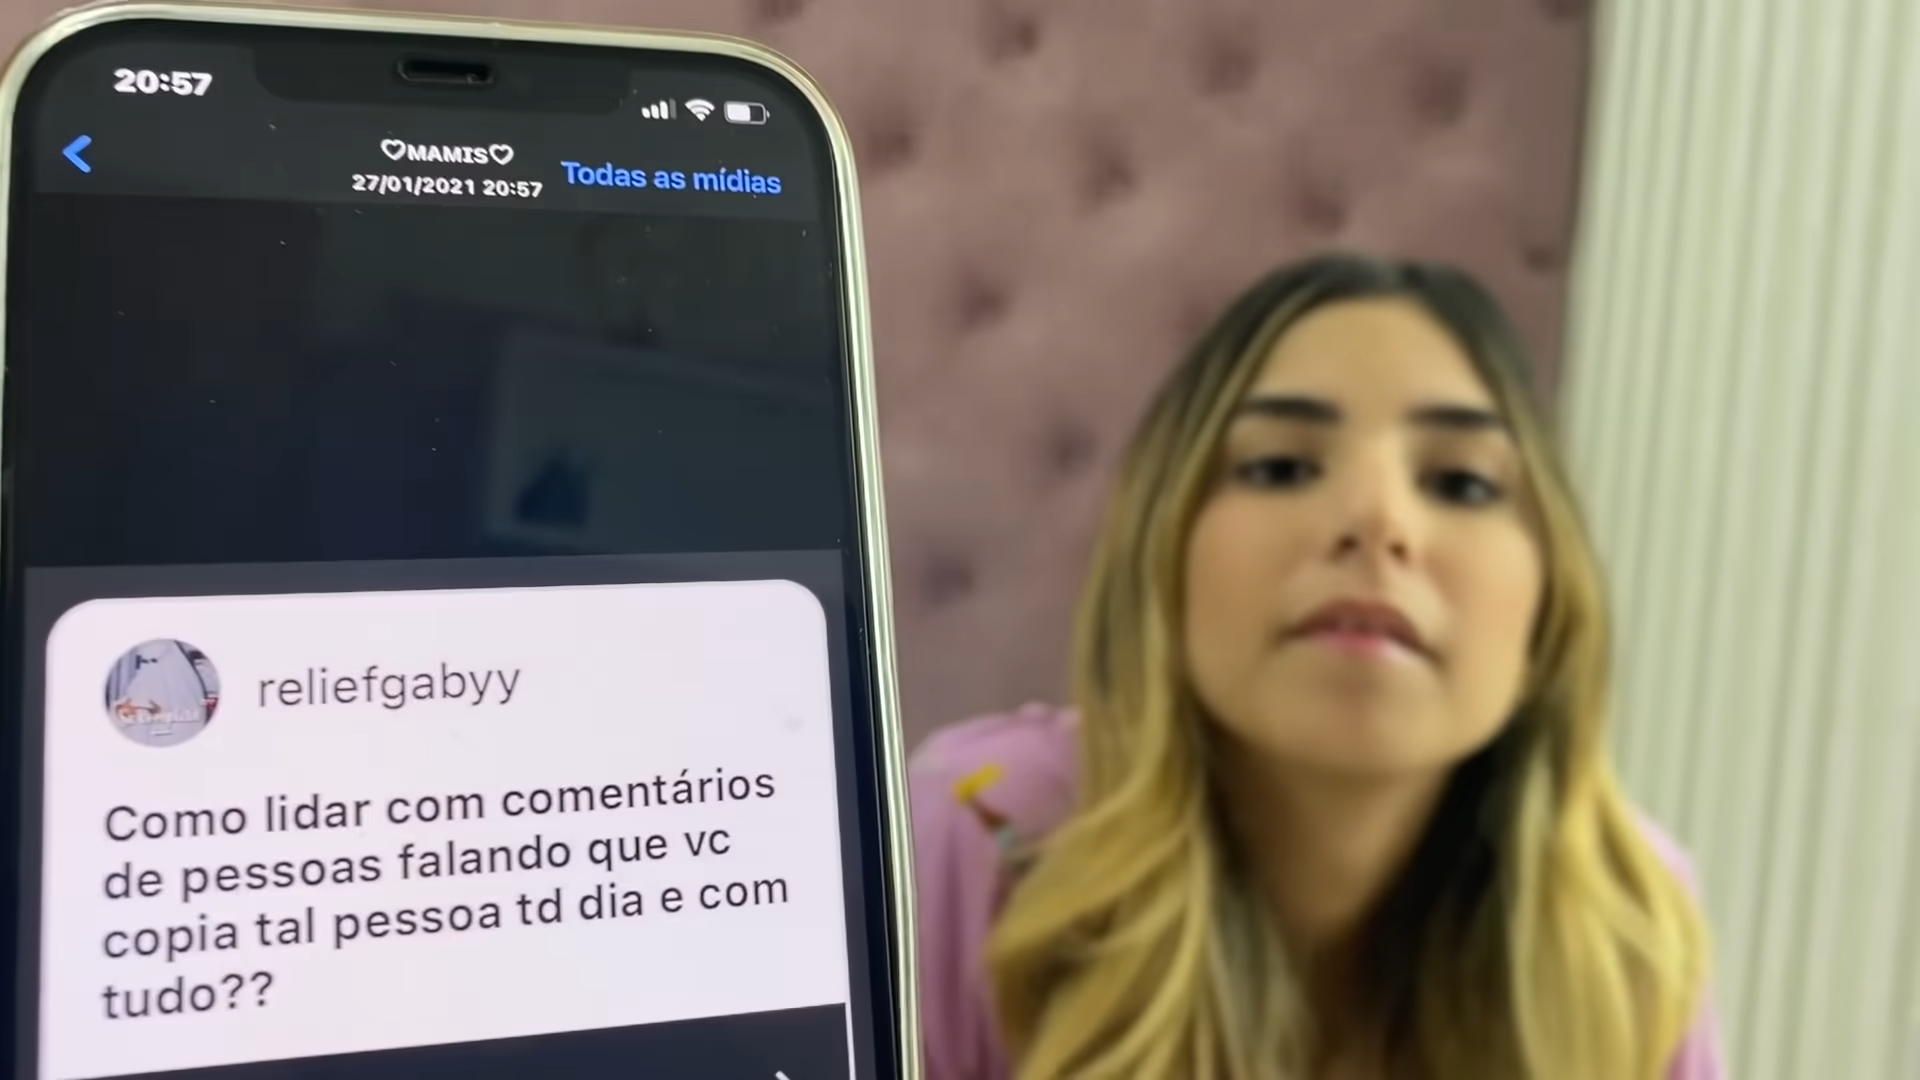 20:57
♡MAMIS♡
27/01/2021 20:57
Todas as mídias
reliefgabyy
Como lidar com comentários
de pessoas falando que vc
copia tal pessoa td dia e com
tudo??